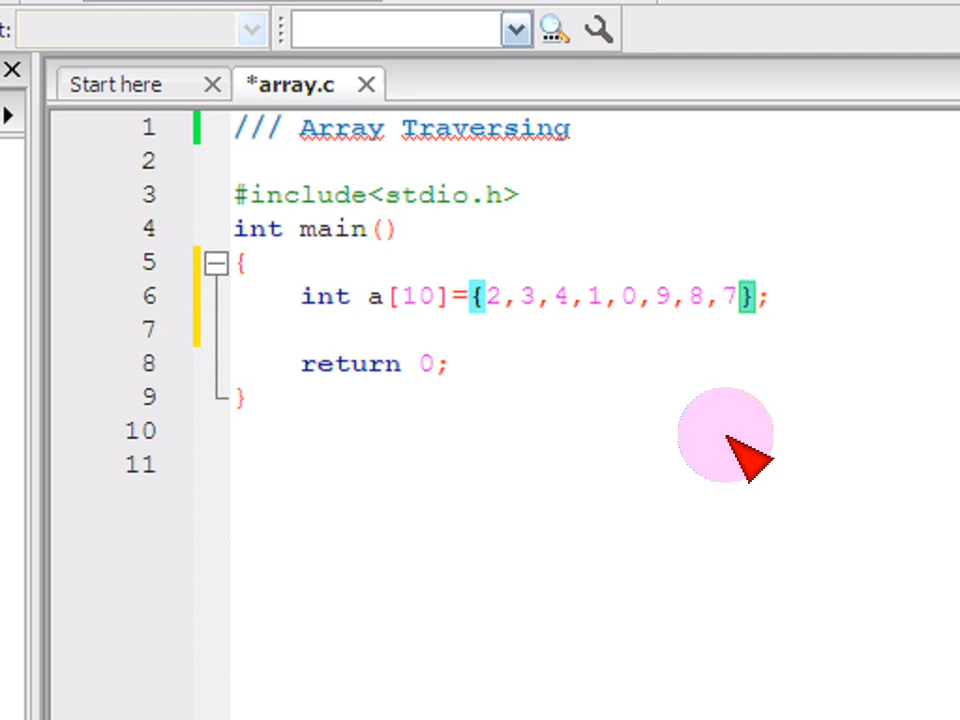 t:
Start here
*array.c
1 /// Array Traversing
2
3 #include<stdio.h>
4 int main()
5 {
6 int a[10]={2,3,4,1,0,9,8,7};
7
8 return 0;
9 }
10
11